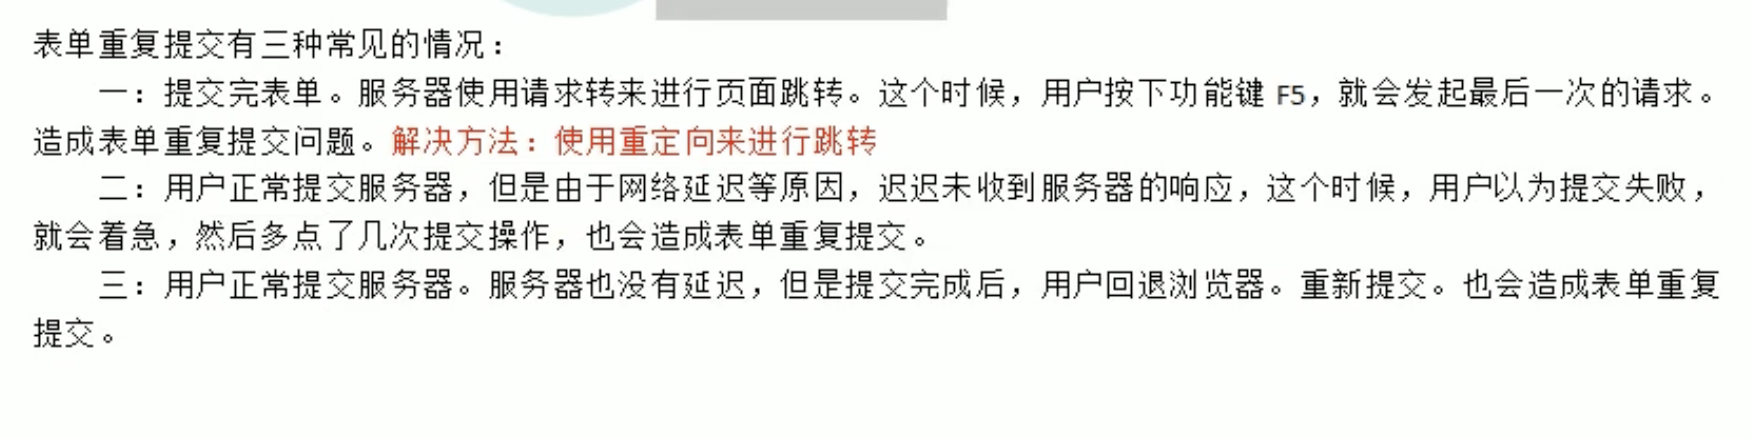 表单重复提交有三种常见的情况：
一：提交完表单。服务器使用请求转来进行页面跳转。这个时候，用户按下功能键 F5，就会发起最后一次的请求。
造成表单重复提交问题。解决方法：使用重定向来进行跳转
二：用户正常提交服务器，但是由于网络延迟等原因，迟迟未收到服务器的响应，这个时候，用户以为提交失败，
就会着急，然后多点了几次提交操作，也会造成表单重复提交。
三：用户正常提交服务器。服务器也没有延迟，但是提交完成后，用户回退浏览器。重新提交。也会造成表单重复
提交。